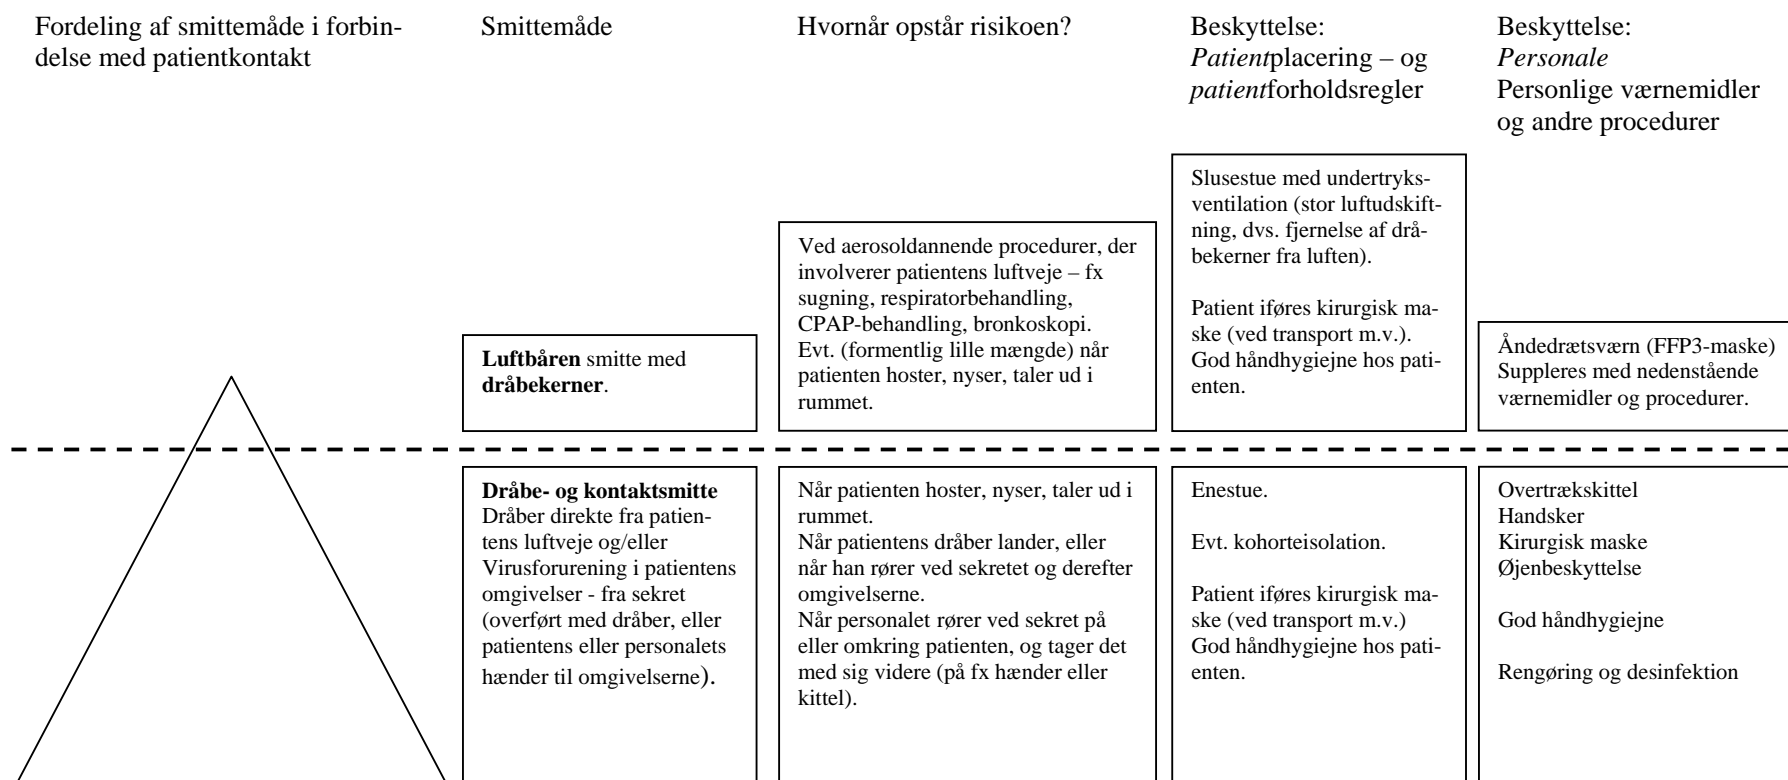 Fordeling af smittemåde i forbin-
delse med patientkontakt
Smittemåde
Hvornår opstår risikoen?
Beskyttelse:
Patientplacering – og
patientforholdsregler
Beskyttelse:
Personale
Personlige værnemidler
og andre procedurer
Luftbåren smitte med
dråbekerner.
Ved aerosoldannende procedurer, der
involverer patientens luftveje – fx
sugning, respiratorbehandling,
CPAP-behandling, bronkoskopi.
Evt. (formentlig lille mængde) når
patienten hoster, nyser, taler ud i
rummet.
Slusestue med undertryks-
ventilation (stor luftudskift-
ning, dvs. fjernelse af drå-
bekerner fra luften).
Patient iføres kirurgisk ma-
ske (ved transport m.v.).
God håndhygiejne hos pati-
enten.
Åndedrætsværn (FFP3-maske)
Suppleres med nedenstående
værnemidler og procedurer.
Dråbe- og kontaktsmitte
Dråber direkte fra patien-
tens luftveje og/eller
Virusforurening i patientens
omgivelser - fra sekret
(overført med dråber, eller
patientens eller personalets
hænder til omgivelserne).
Når patienten hoster, nyser, taler ud i
rummet.
Når patientens dråber lander, eller
når han rører ved sekretet og derefter
omgivelserne.
Når personalet rører ved sekret på
eller omkring patienten, og tager det
med sig videre (på fx hænder eller
kittel).
Enestue.
Evt. kohorteisolation.
Patient iføres kirurgisk ma-
ske (ved transport m.v.)
God håndhygiejne hos pati-
enten.
Overtrækskittel
Handsker
Kirurgisk maske
Øjenbeskyttelse
God håndhygiejne
Rengøring og desinfektion